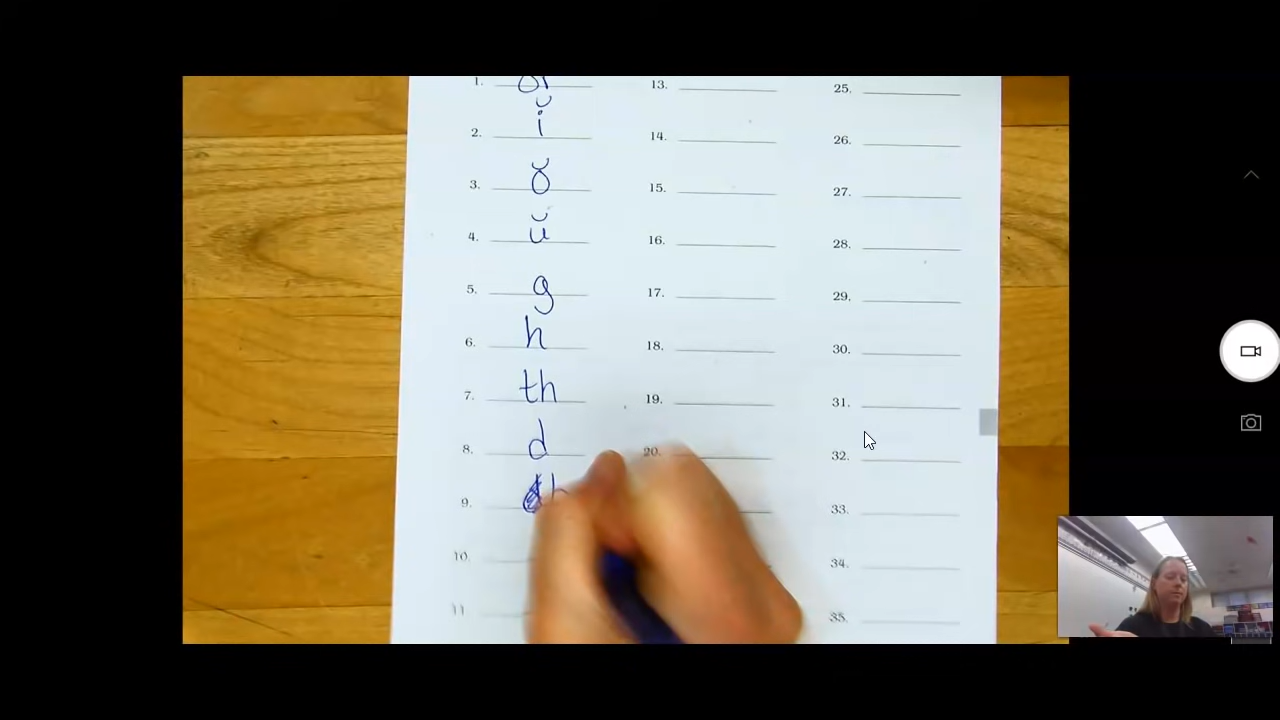 1. oi 13. 25.
2. ĭ 14. 26.
3. ŏ 15. 27.
4. ŭ 16. 28.
5. g 17. 29.
6. h 18. 30.
7. th 19. 31.
8. d 20. 32.
9. 33.
10. 34.
11. 35.